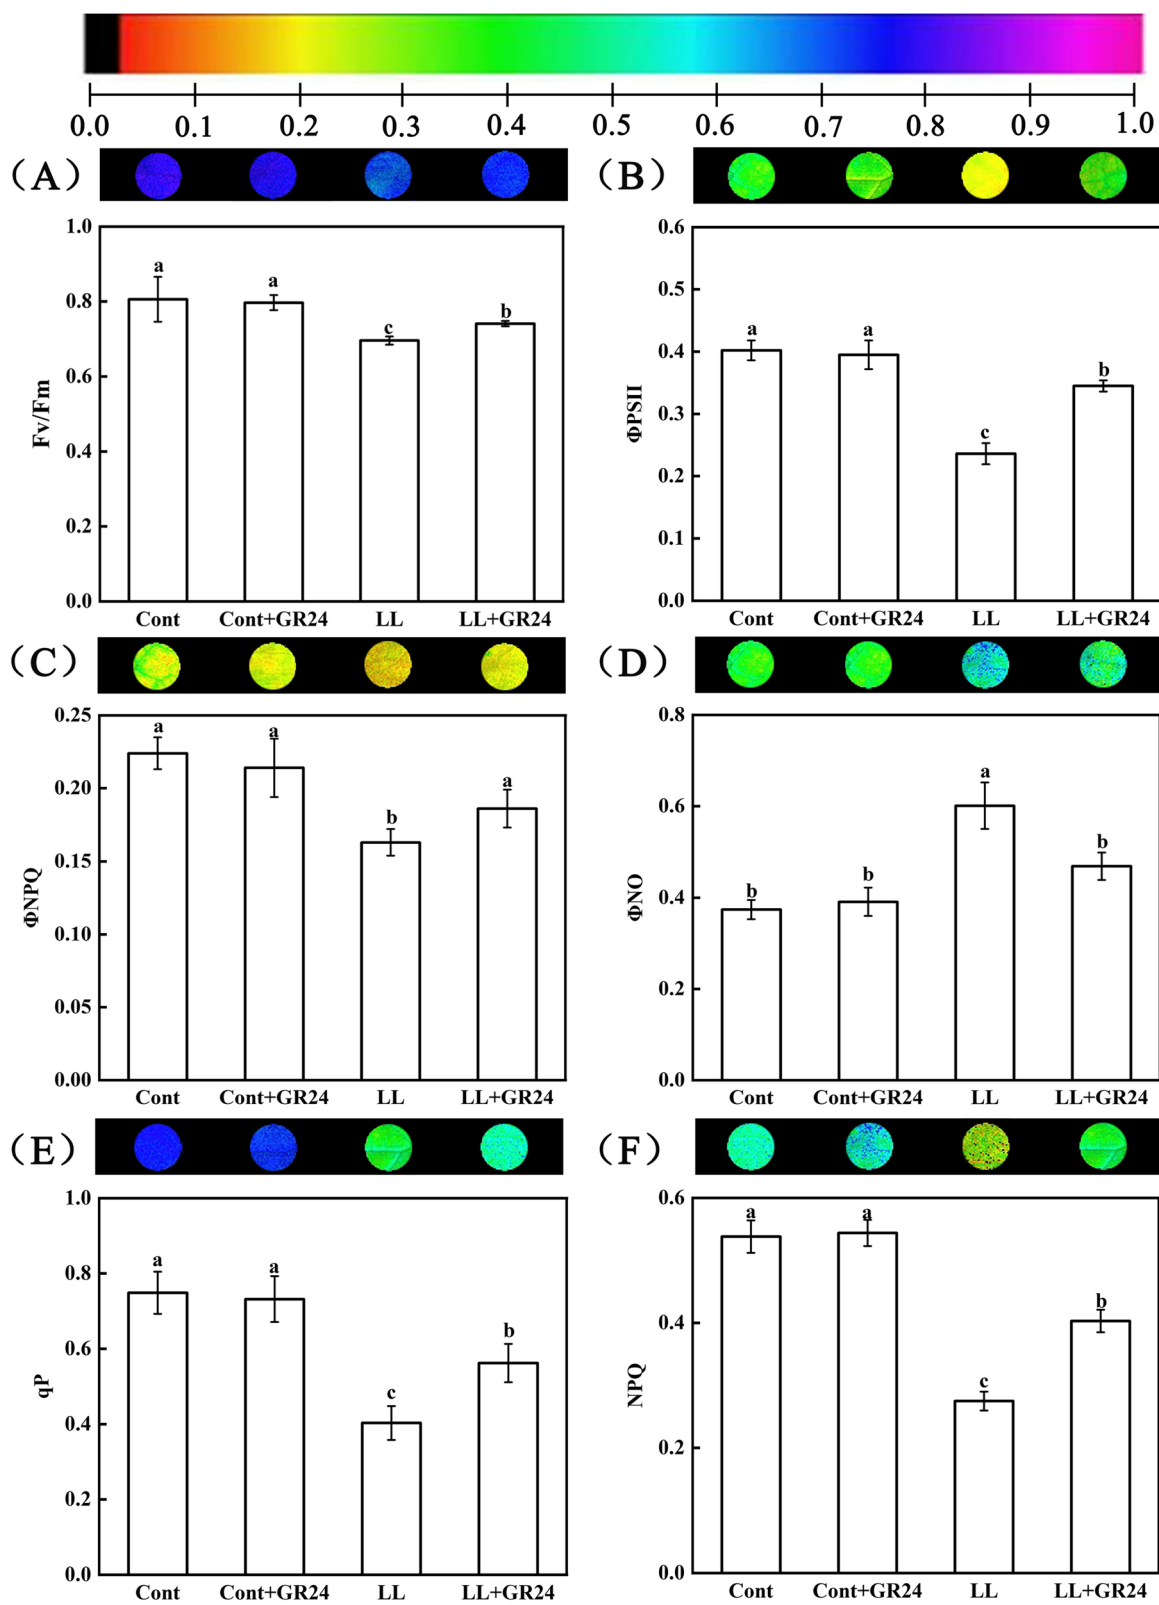 0.0 0.1 0.2 0.3 0.4 0.5 0.6 0.7 0.8 0.9 1.0
（A）
Fv/Fm
1.0
0.8
0.6
0.4
0.2
0.0
a a c b
Cont Cont+GR24 LL LL+GR24
（B）
ΦPSII
0.6
0.5
0.4
0.3
0.2
0.1
0.0
a a c b
Cont Cont+GR24 LL LL+GR24
（C）
ΦNPQ
0.25
0.20
0.15
0.10
0.05
0.00
a a b a
Cont Cont+GR24 LL LL+GR24
（D）
ΦNO
0.8
0.6
0.4
0.2
0.0
b b a b
Cont Cont+GR24 LL LL+GR24
（E）
qP
1.0
0.8
0.6
0.4
0.2
0.0
a a c b
Cont Cont+GR24 LL LL+GR24
（F）
NPQ
0.6
0.4
0.2
0.0
a a c b
Cont Cont+GR24 LL LL+GR24